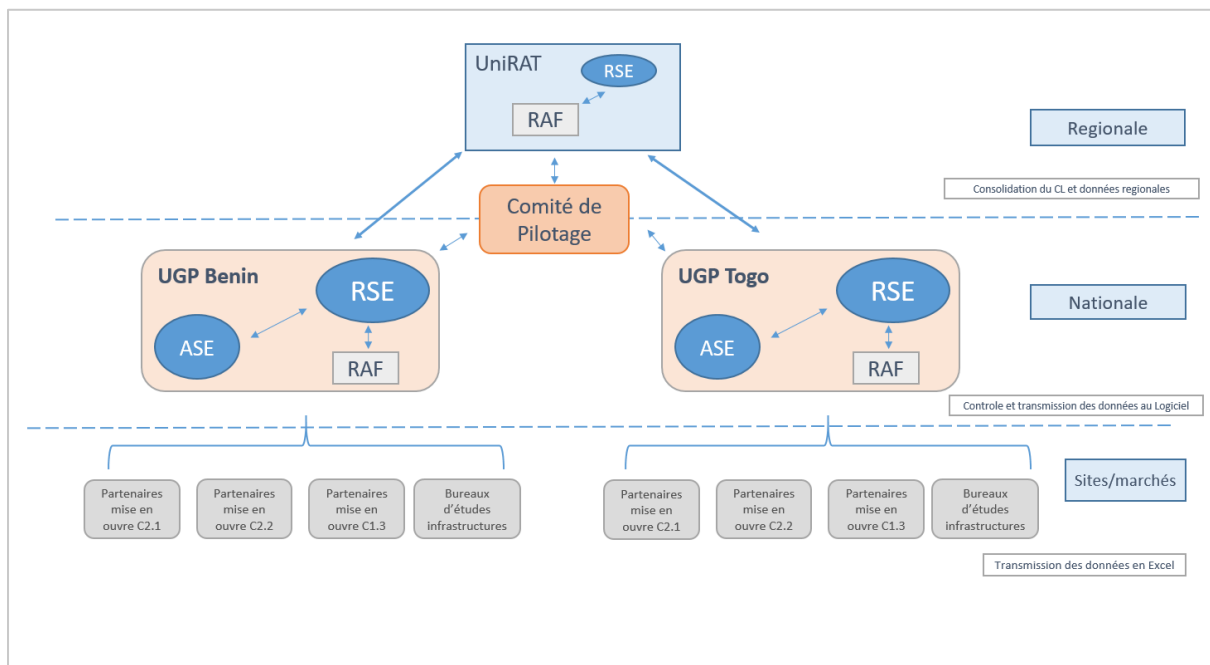 UniRAT
RSE
RAF
Regionale
Consolidation du CL et données regionales
Comité de
Pilotage
UGP Benin
RSE
ASE
RAF
UGP Togo
RSE
ASE
RAF
Nationale
Controle et transmission des données au Logiciel
Partenaires
mise en
ouvre C2.1
Partenaires
mise en
ouvre C2.2
Partenaires
mise en
ouvre C1.3
Bureaux
d'études
infrastructures
Partenaires
mise en
ouvre C2.1
Partenaires
mise en
ouvre C2.2
Partenaires
mise en
ouvre C1.3
Bureaux
d'études
infrastructures
Sites/marchés
Transmission des données en Excel